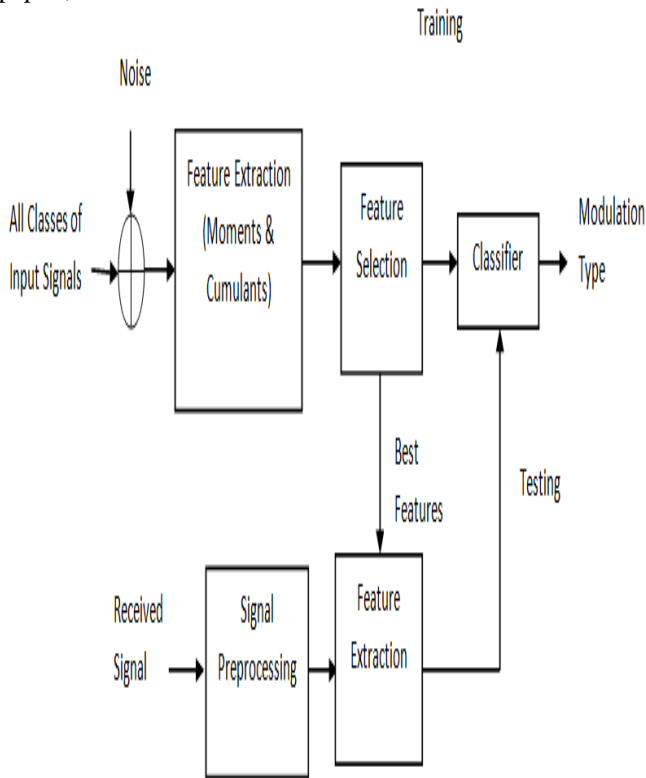 Training
Noise
All Classes of
Input Signals
Feature Extraction
(Moments &
Cumulants)
Feature
Selection
Classifier
Modulation
Type
Best
Features
Testing
Received
Signal
Signal
Preprocessing
Feature
Extraction